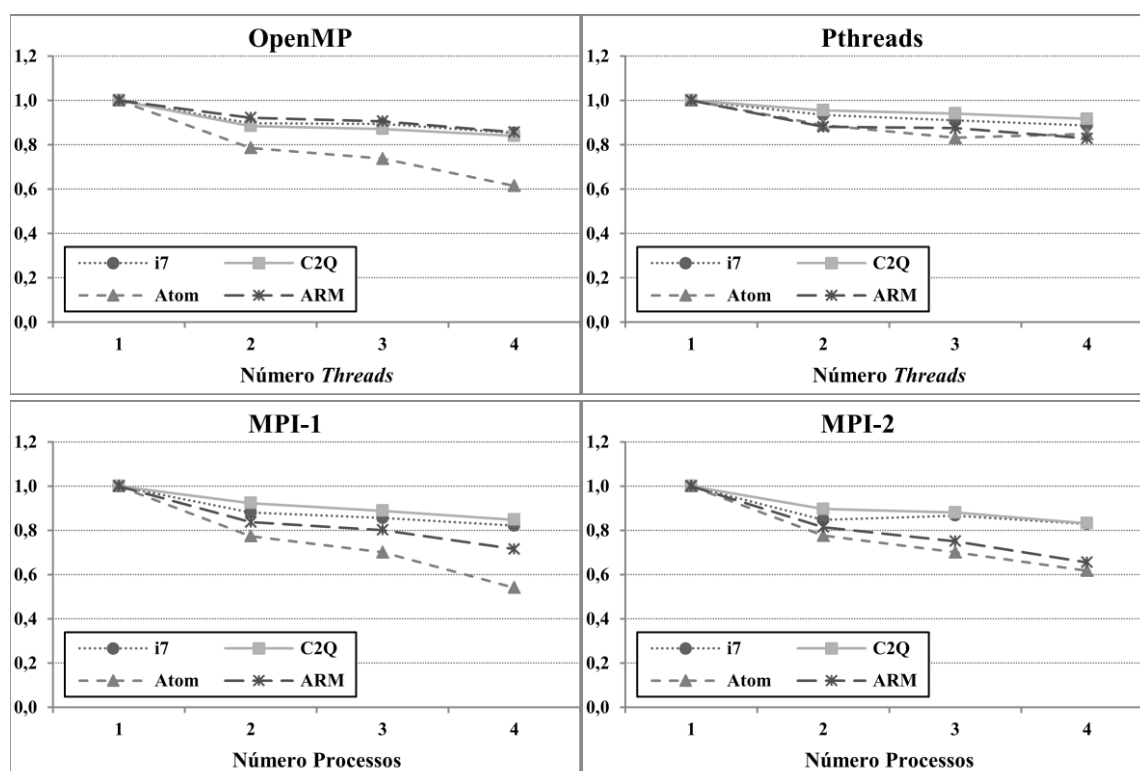 OpenMP
1,2
1,0
0,8
0,6
0,4
0,2
0,0
i7 C2Q
Atom ARM
1 2 3 4
Número Threads
Pthreads
1,2
1,0
0,8
0,6
0,4
0,2
0,0
i7 C2Q
Atom ARM
1 2 3 4
Número Threads
MPI-1
1,2
1,0
0,8
0,6
0,4
0,2
0,0
i7 C2Q
Atom ARM
1 2 3 4
Número Processos
MPI-2
1,2
1,0
0,8
0,6
0,4
0,2
0,0
i7 C2Q
Atom ARM
1 2 3 4
Número Processos